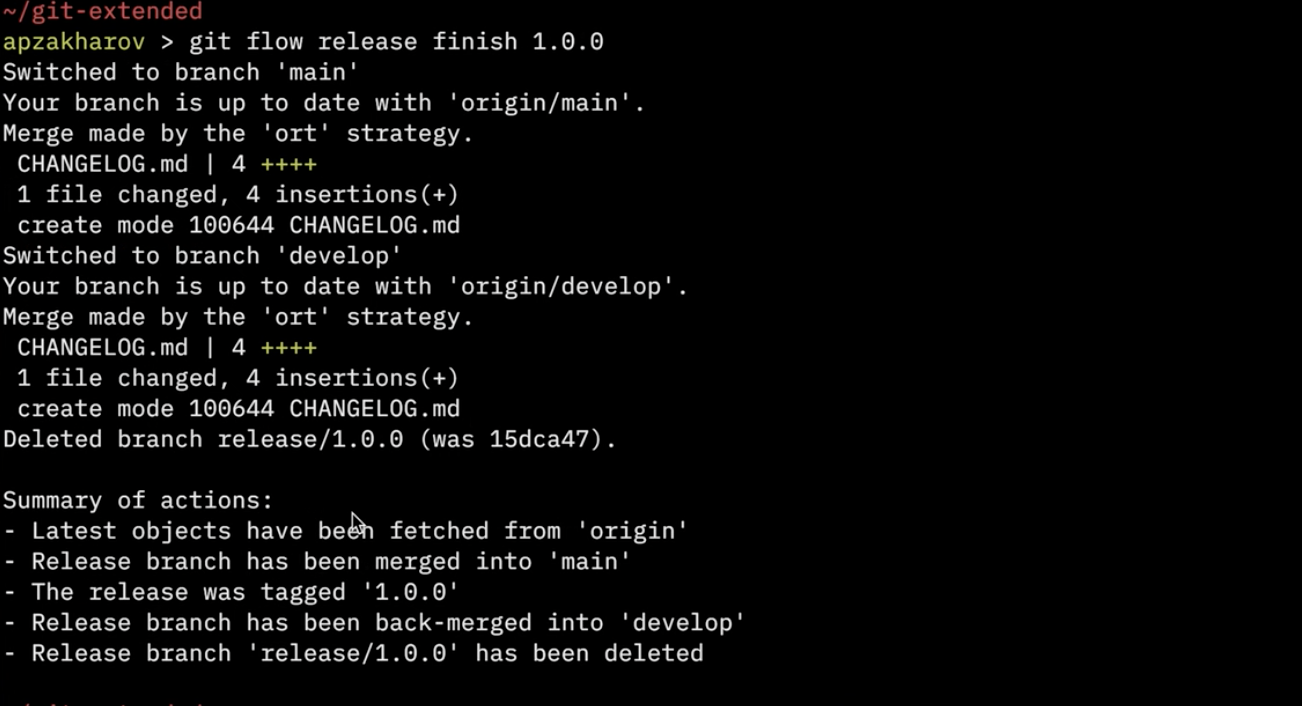 ~/git-extended
apzakharov > git flow release finish 1.0.0
Switched to branch 'main'
Your branch is up to date with 'origin/main'.
Merge made by the 'ort' strategy.
 CHANGELOG.md | 4 ++++
 1 file changed, 4 insertions(+)
 create mode 100644 CHANGELOG.md
Switched to branch 'develop'
Your branch is up to date with 'origin/develop'.
Merge made by the 'ort' strategy.
 CHANGELOG.md | 4 ++++
 1 file changed, 4 insertions(+)
 create mode 100644 CHANGELOG.md
Deleted branch release/1.0.0 (was 15dca47).

Summary of actions:
- Latest objects have been fetched from 'origin'
- Release branch has been merged into 'main'
- The release was tagged '1.0.0'
- Release branch has been back-merged into 'develop'
- Release branch 'release/1.0.0' has been deleted